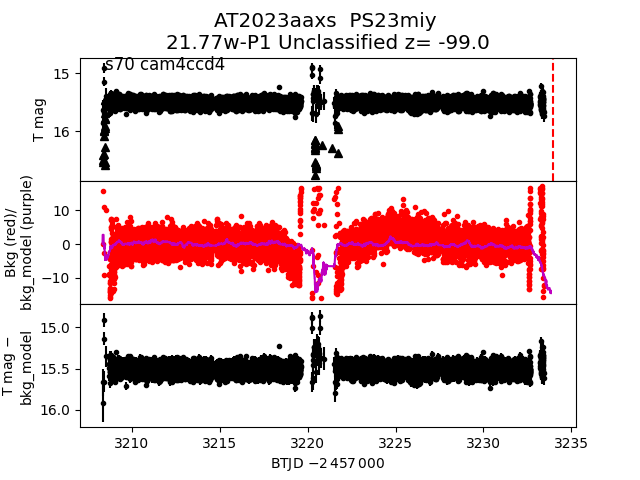 AT2023aaxs  PS23miy
21.77w-P1 Unclassified z= -99.0
s70 cam4ccd4
15
16
T mag
10
0
−10
Bkg (red)/
bkg_model (purple)
15.0
15.5
16.0
T mag −
bkg_model
3210 3215 3220 3225 3230 3235
BTJD −2 457 000